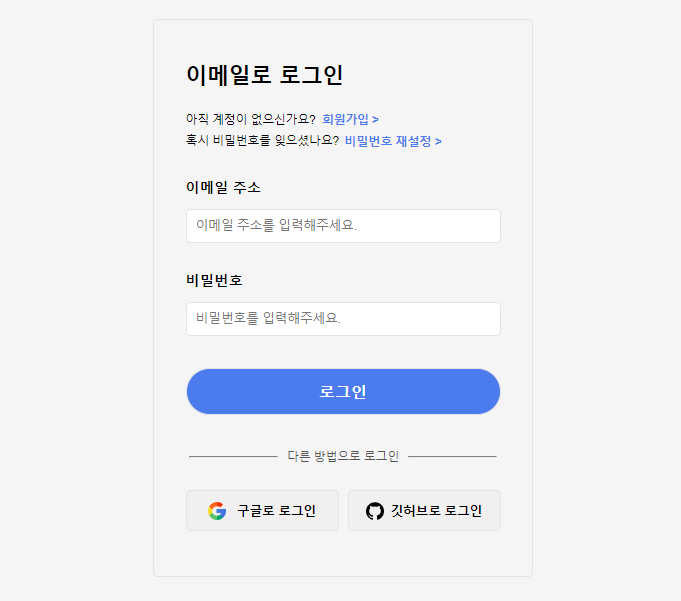 이메일로 로그인
아직 계정이 없으신가요? 회원가입 >
혹시 비밀번호를 잊으셨나요? 비밀번호 재설정 >
이메일 주소
이메일 주소를 입력해주세요.
비밀번호
비밀번호를 입력해주세요.
로그인
다른 방법으로 로그인
구글로 로그인
깃허브로 로그인